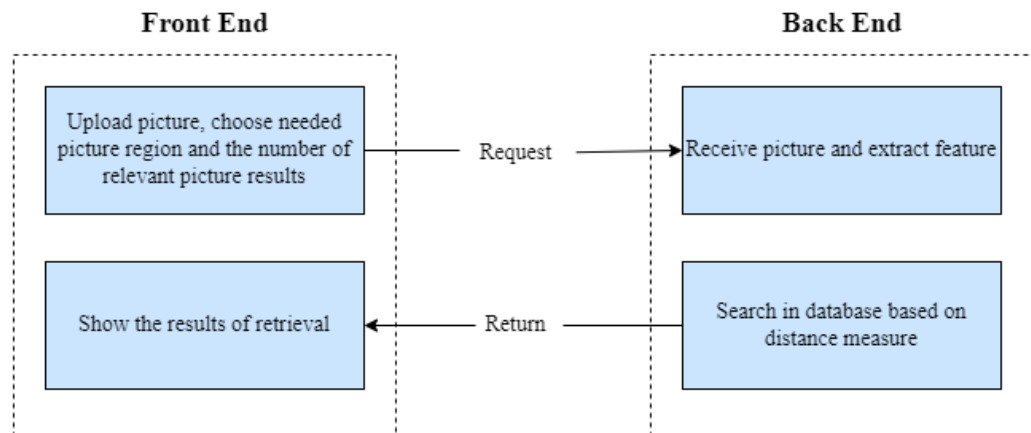 Front End
Back End
Upload picture, choose needed
picture region and the number of
relevant picture results
Request
Receive picture and extract feature
Show the results of retrieval
Return
Search in database based on
distance measure